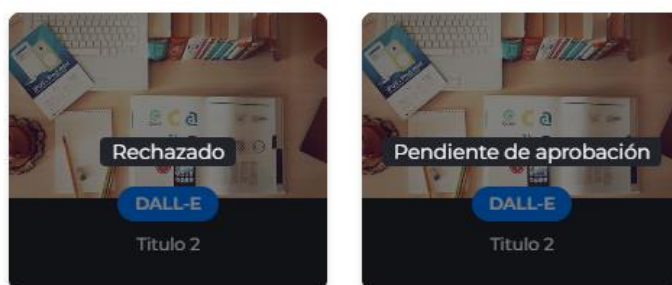 Rechazado
DALL-E
Titulo 2
Pendiente de aprobación
DALL-E
Titulo 2